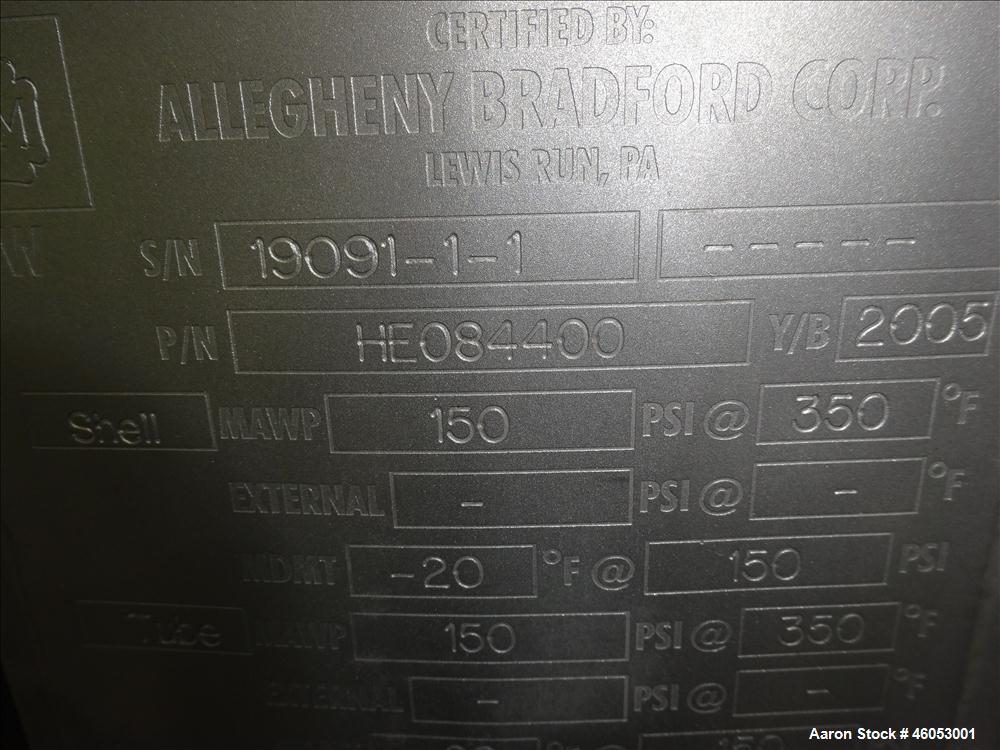 CERTIFIED BY:
ALLEGHENY BRADFORD CORP.
LEWIS RUN, PA
M
W S/N 19091-1-1 -----
P/N HE084400 Y/B 2005
Shell MAWP 150 PSI @ 350 °F
EXTERNAL - PSI @ - °F
MDMT -20 °F @ 150 PSI
Tube MAWP 150 PSI @ 350 °F
EXTERNAL - PSI @ - °F
°F @ 150
Aaron Stock # 46053001